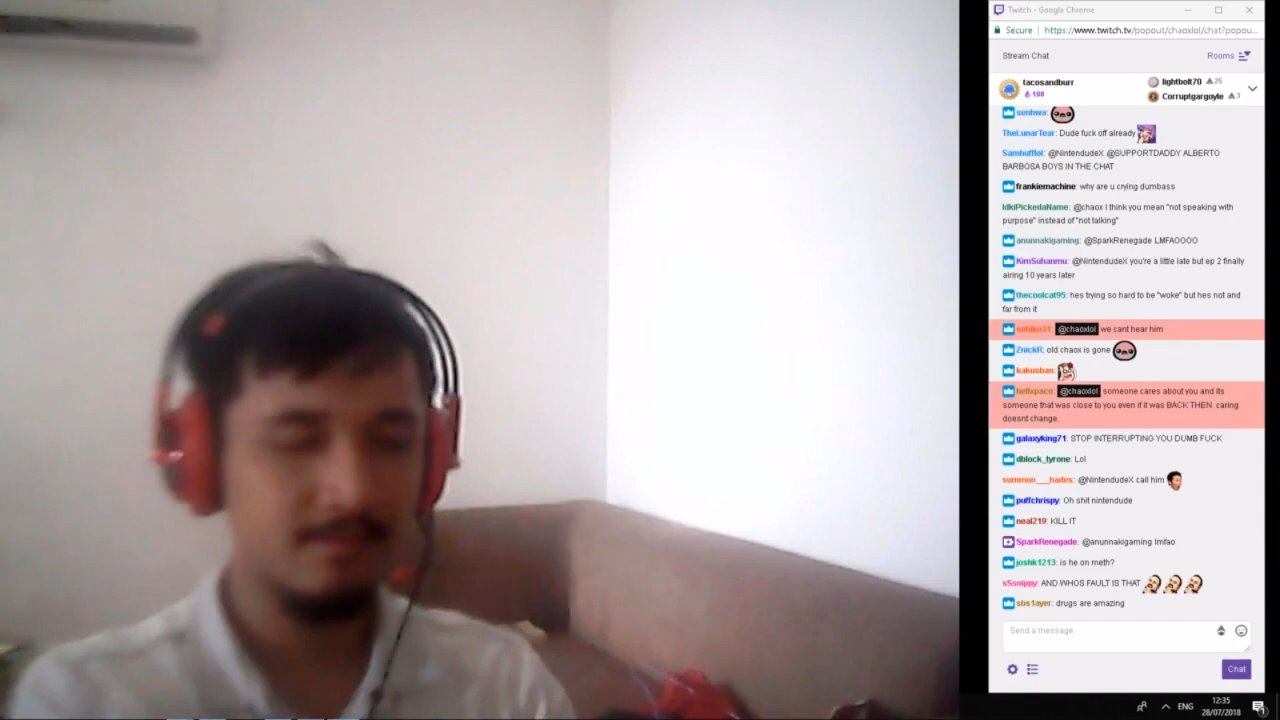 Twitch - Google Chrome
Secure https://www.twitch.tv/popout/chaoxlol/chat?popou...
Stream Chat
Rooms
tacosandburr
108
lightbolt70 25
Corruptgargoyle 3
senhwa:
TheLunarTear: Dude fuck off already
Samhufflol: @NintendudeX @SUPPORTDADDY ALBERTO
BARBOSA BOYS IN THE CHAT
frankiemachine: why are u crying dumbass
IdkiPickedaName: @chaox I think you mean "not speaking with
purpose" instead of "not talking"
anunnakigaming: @SparkRenegade LMFAOOOO
KimSuhanmu: @NintendudeX you're a little late but ep 2 finally
airing 10 years later
thecoolcat95: hes trying so hard to be "woke" but hes not and
far from it
sohiko31: @chaoxlol we cant hear him
ZnickR: old chaox is gone
kakushan:
helixpaco: @chaoxlol someone cares about you and its
someone that was close to you even if it was BACK THEN. caring
doesnt change.
galaxyking71: STOP INTERRUPTING YOU DUMB FUCK
dblock_tyrone: Lol
summon___hades: @NintendudeX call him
puffchrispy: Oh shit nintendude
neal219: KILL IT
SparkRenegade: @anunnakigaming lmfao
joshk1213: is he on meth?
sSsnippy: AND WHOS FAULT IS THAT
sbs1ayer: drugs are amazing
Send a message
Chat
ENG
12:35
28/07/2018
1